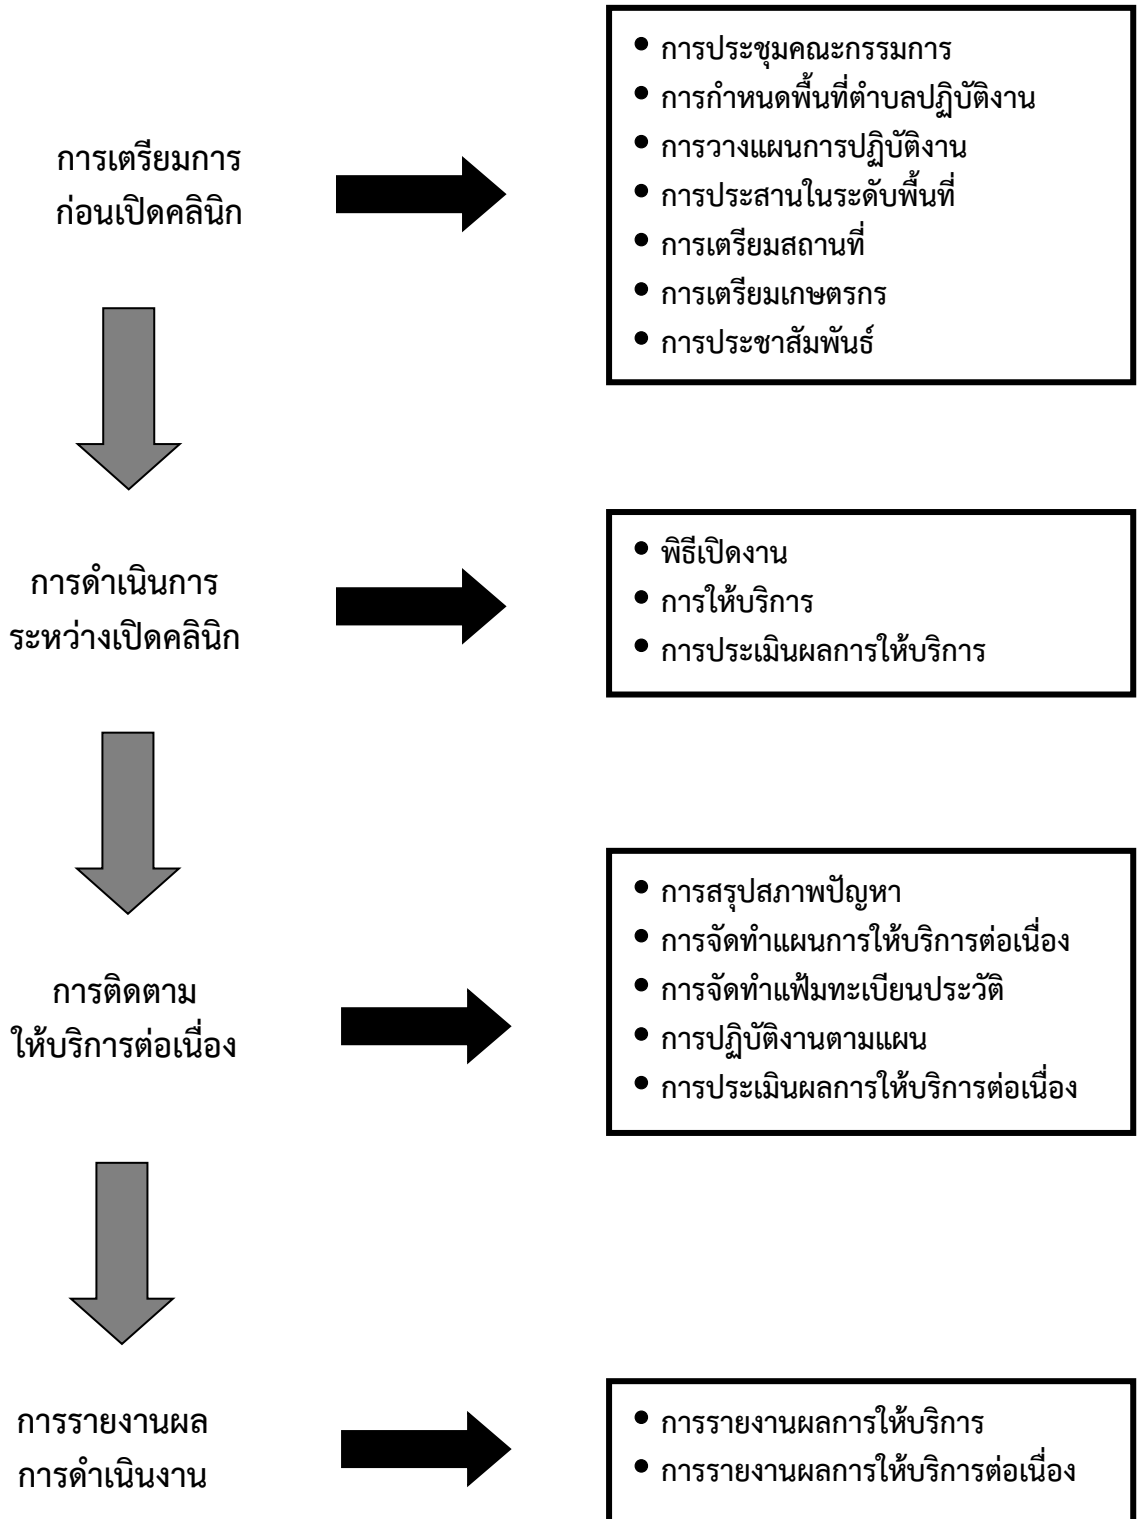 การเตรียมการ
ก่อนเปิดคลินิก
• การประชุมคณะกรรมการ
• การกำหนดพื้นที่ตำบลปฏิบัติงาน
• การวางแผนการปฏิบัติงาน
• การประสานในระดับพื้นที่
• การเตรียมสถานที่
• การเตรียมเกษตรกร
• การประชาสัมพันธ์
การดำเนินการ
ระหว่างเปิดคลินิก
• พิธีเปิดงาน
• การให้บริการ
• การประเมินผลการให้บริการ
การติดตาม
ให้บริการต่อเนื่อง
• การสรุปสภาพปัญหา
• การจัดทำแผนการให้บริการต่อเนื่อง
• การจัดทำแฟ้มทะเบียนประวัติ
• การปฏิบัติงานตามแผน
• การประเมินผลการให้บริการต่อเนื่อง
การรายงานผล
การดำเนินงาน
• การรายงานผลการให้บริการ
• การรายงานผลการให้บริการต่อเนื่อง